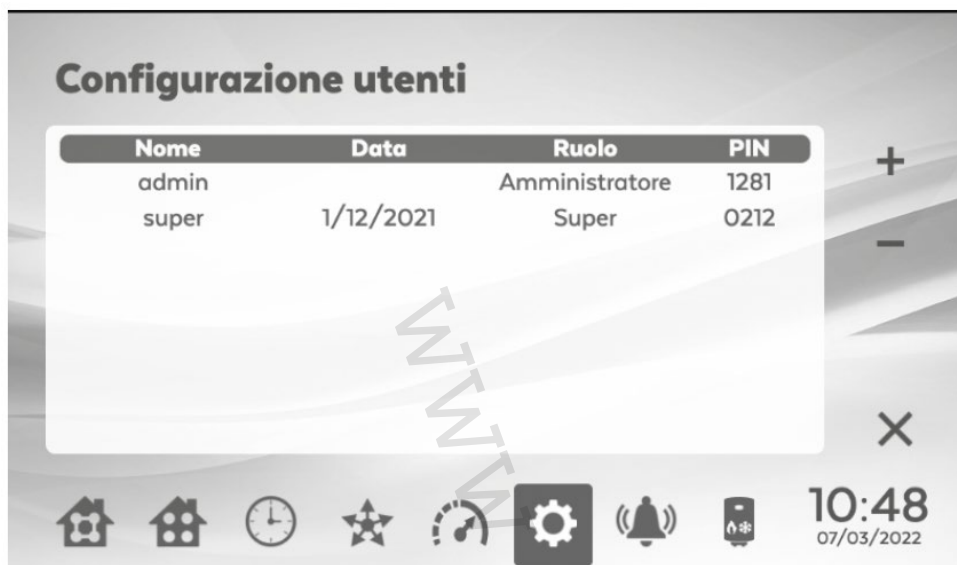 Configurazione utenti
Nome Data Ruolo PIN
admin Amministratore 1281
super 1/12/2021 Super 0212
www
10:48
07/03/2022